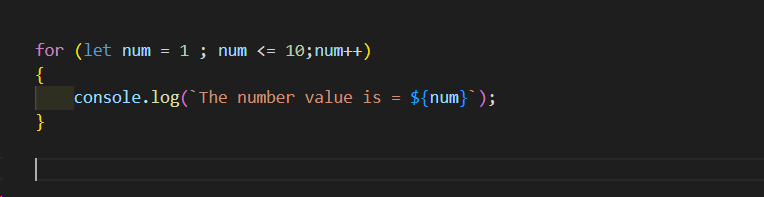 for (let num = 1 ; num <= 10;num++)
{
    console.log(`The number value is = ${num}`);
}